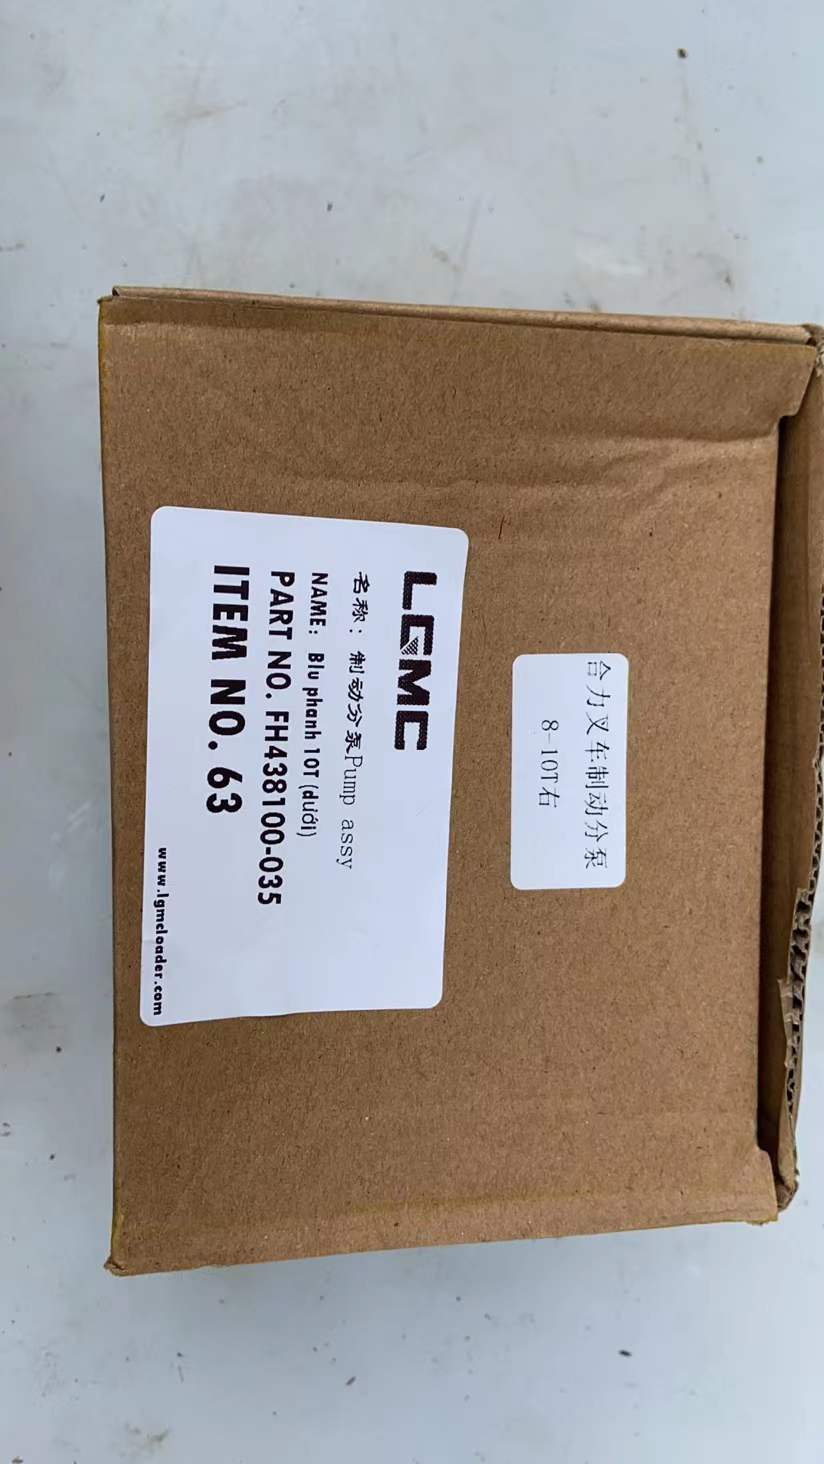 合力叉车制动分泵
8-10T右
LGMC
名称：制动分泵Pump assy
NAME: Blu phanh 10T (dưới)
PART NO. FH438100-035
ITEM NO. 63
www.lgmcloader.com